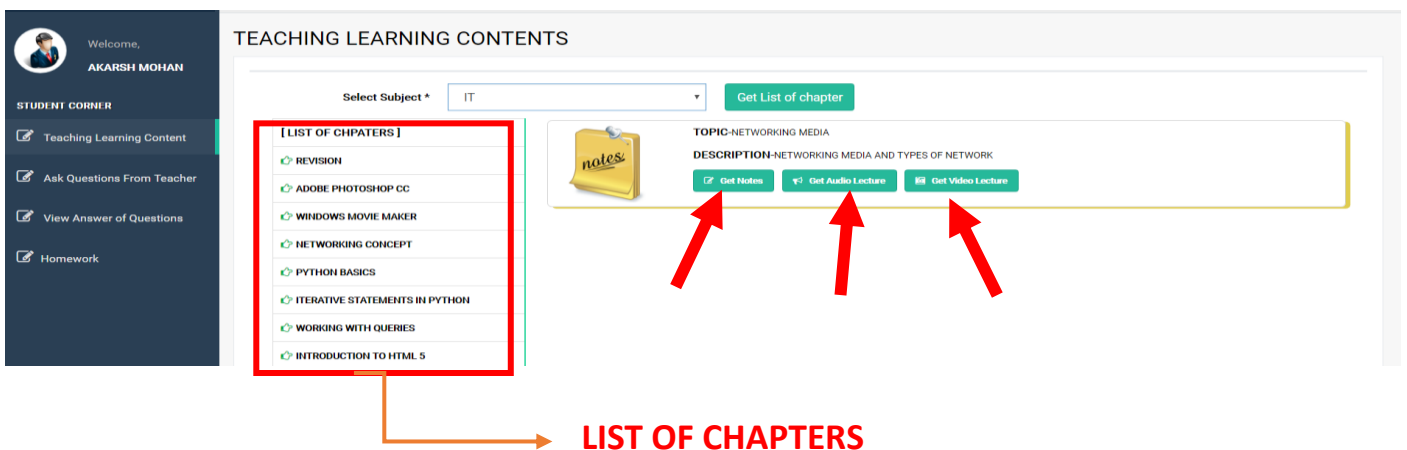 Welcome,
AKARSH MOHAN
STUDENT CORNER
Teaching Learning Content
Ask Questions From Teacher
View Answer of Questions
Homework
TEACHING LEARNING CONTENTS
Select Subject * IT Get List of chapter
[ LIST OF CHPATERS ]
REVISION
ADOBE PHOTOSHOP CC
WINDOWS MOVIE MAKER
NETWORKING CONCEPT
PYTHON BASICS
ITERATIVE STATEMENTS IN PYTHON
WORKING WITH QUERIES
INTRODUCTION TO HTML 5
notes
TOPIC-NETWORKING MEDIA
DESCRIPTION-NETWORKING MEDIA AND TYPES OF NETWORK
Get Notes Get Audio Lecture Get Video Lecture
LIST OF CHAPTERS